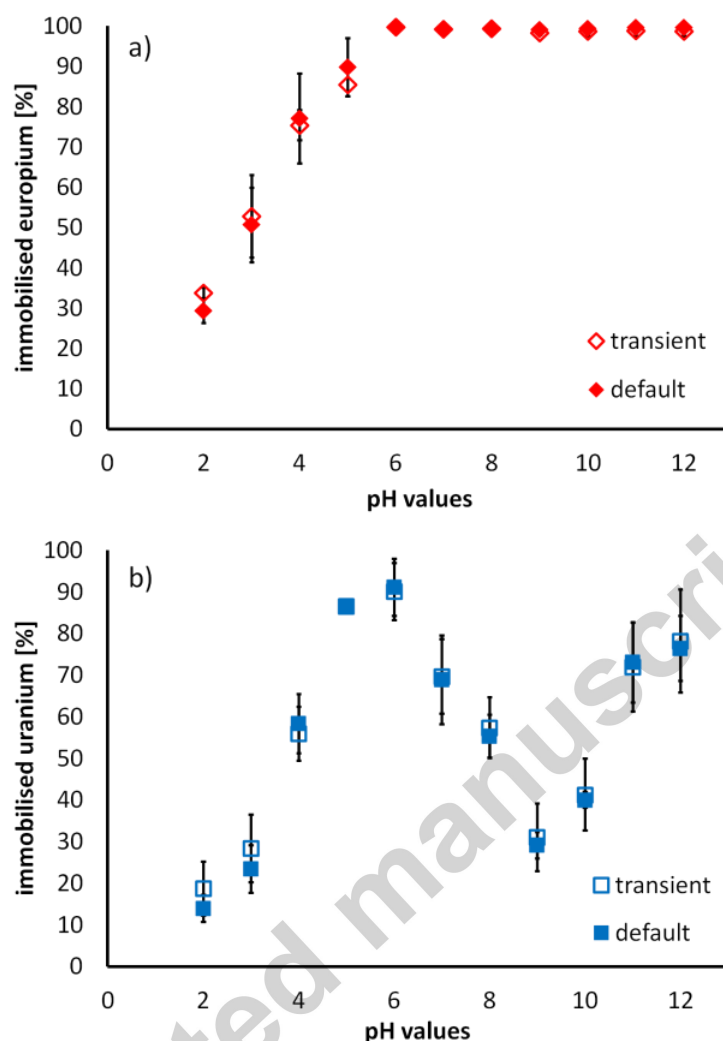 a)
immobilised europium [%]
100
90
80
70
60
50
40
30
20
10
0
transient
default
0 2 4 6 8 10 12
pH values
b)
immobilised uranium [%]
100
90
80
70
60
50
40
30
20
10
0
transient
default
0 2 4 6 8 10 12
pH values
ted manuscri